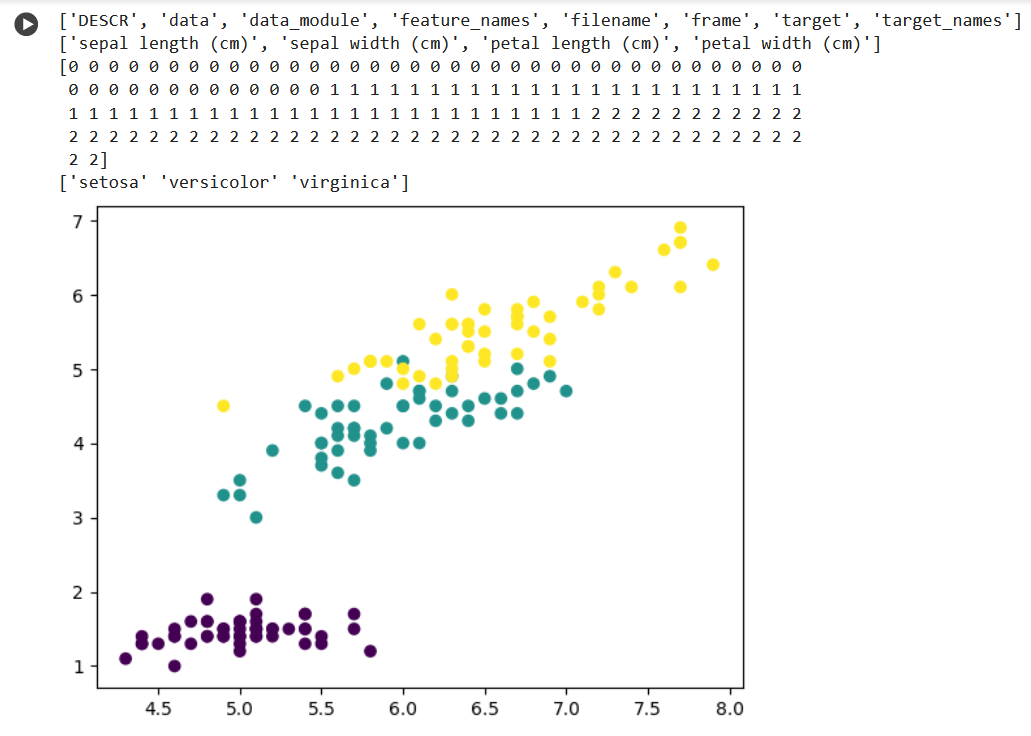 ['DESCR', 'data', 'data_module', 'feature_names', 'filename', 'frame', 'target', 'target_names']
['sepal length (cm)', 'sepal width (cm)', 'petal length (cm)', 'petal width (cm)']
[0 0 0 0 0 0 0 0 0 0 0 0 0 0 0 0 0 0 0 0 0 0 0 0 0 0 0 0 0 0 0 0 0 0 0 0 0
0 0 0 0 0 0 0 0 0 0 0 0 0 1 1 1 1 1 1 1 1 1 1 1 1 1 1 1 1 1 1 1 1 1 1 1 1
1 1 1 1 1 1 1 1 1 1 1 1 1 1 1 1 1 1 1 1 1 1 1 1 1 1 2 2 2 2 2 2 2 2 2 2 2
2 2 2 2 2 2 2 2 2 2 2 2 2 2 2 2 2 2 2 2 2 2 2 2 2 2 2 2 2 2 2 2 2 2 2 2 2
2 2]
['setosa' 'versicolor' 'virginica']
7
6
5
4
3
2
1
4.5 5.0 5.5 6.0 6.5 7.0 7.5 8.0